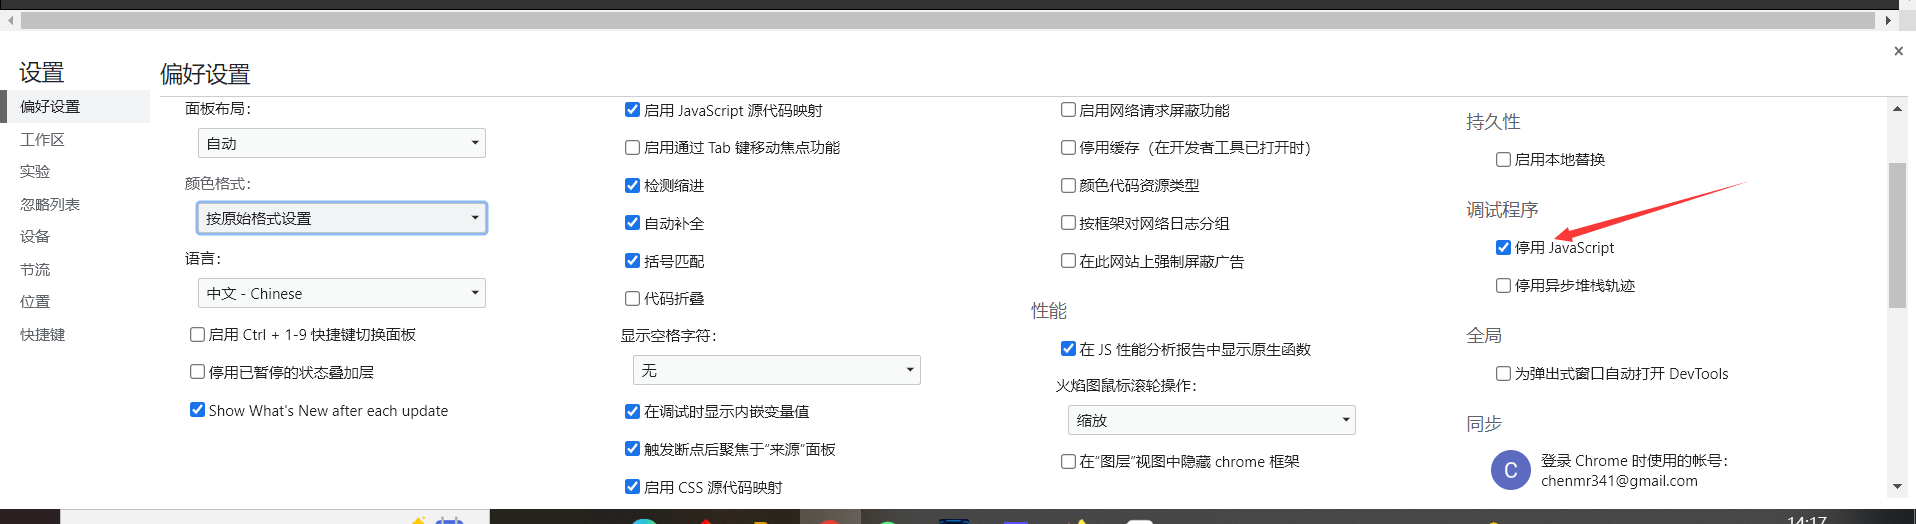 设置
偏好设置
工作区
实验
忽略列表
设备
节流
位置
快捷键
偏好设置
面板布局：
自动
颜色格式：
按原始格式设置
语言：
中文 - Chinese
启用 Ctrl + 1-9 快捷键切换面板
停用已暂停的状态叠加层
Show What's New after each update
启用 JavaScript 源代码映射
启用通过 Tab 键移动焦点功能
检测缩进
自动补全
括号匹配
代码折叠
显示空格字符：
无
在调试时显示内嵌变量值
触发断点后聚焦于“来源”面板
启用 CSS 源代码映射
启用网络请求屏蔽功能
停用缓存（在开发者工具已打开时）
颜色代码资源类型
按框架对网络日志分组
在此网站上强制屏蔽广告
性能
在 JS 性能分析报告中显示原生函数
火焰图鼠标滚轮操作：
缩放
在“图层”视图中隐藏 chrome 框架
持久性
启用本地替换
调试程序
停用 JavaScript
停用异步堆栈轨迹
全局
为弹出式窗口自动打开 DevTools
同步
C
登录 Chrome 时使用的帐号：
chenmr341@gmail.com
14:17